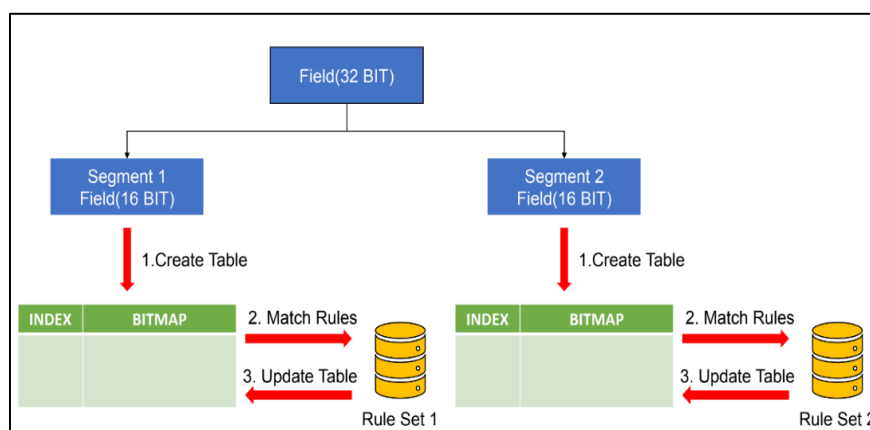 Field(32 BIT)
Segment 1
Field(16 BIT)
Segment 2
Field(16 BIT)
1.Create Table
1.Create Table
INDEX BITMAP
2. Match Rules
3. Update Table
Rule Set 1
INDEX BITMAP
2. Match Rules
3. Update Table
Rule Set 2